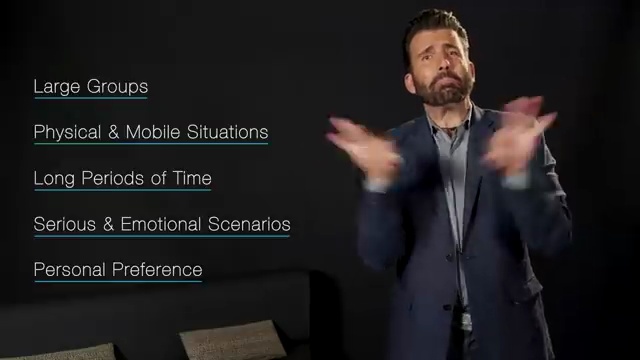 Large Groups
Physical & Mobile Situations
Long Periods of Time
Serious & Emotional Scenarios
Personal Preference